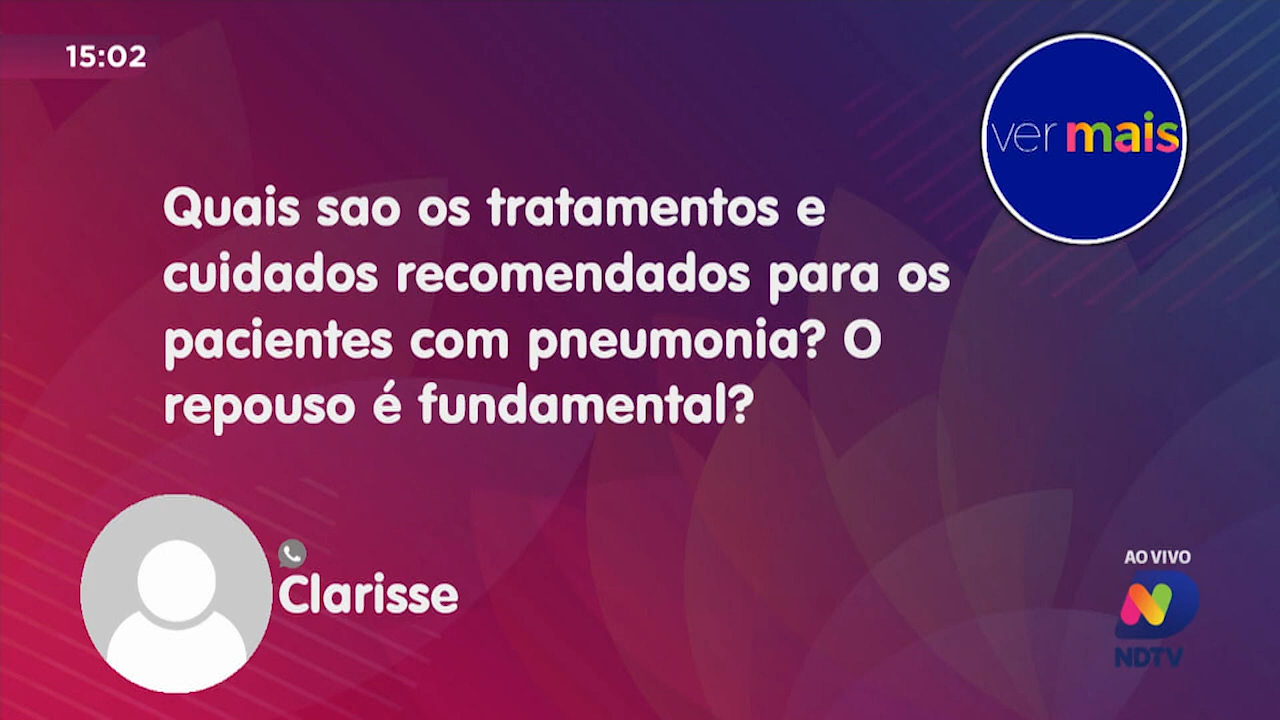 15:02
ver mais
Quais sao os tratamentos e
cuidados recomendados para os
pacientes com pneumonia? O
repouso é fundamental?
Clarisse
AO VIVO
NDTV